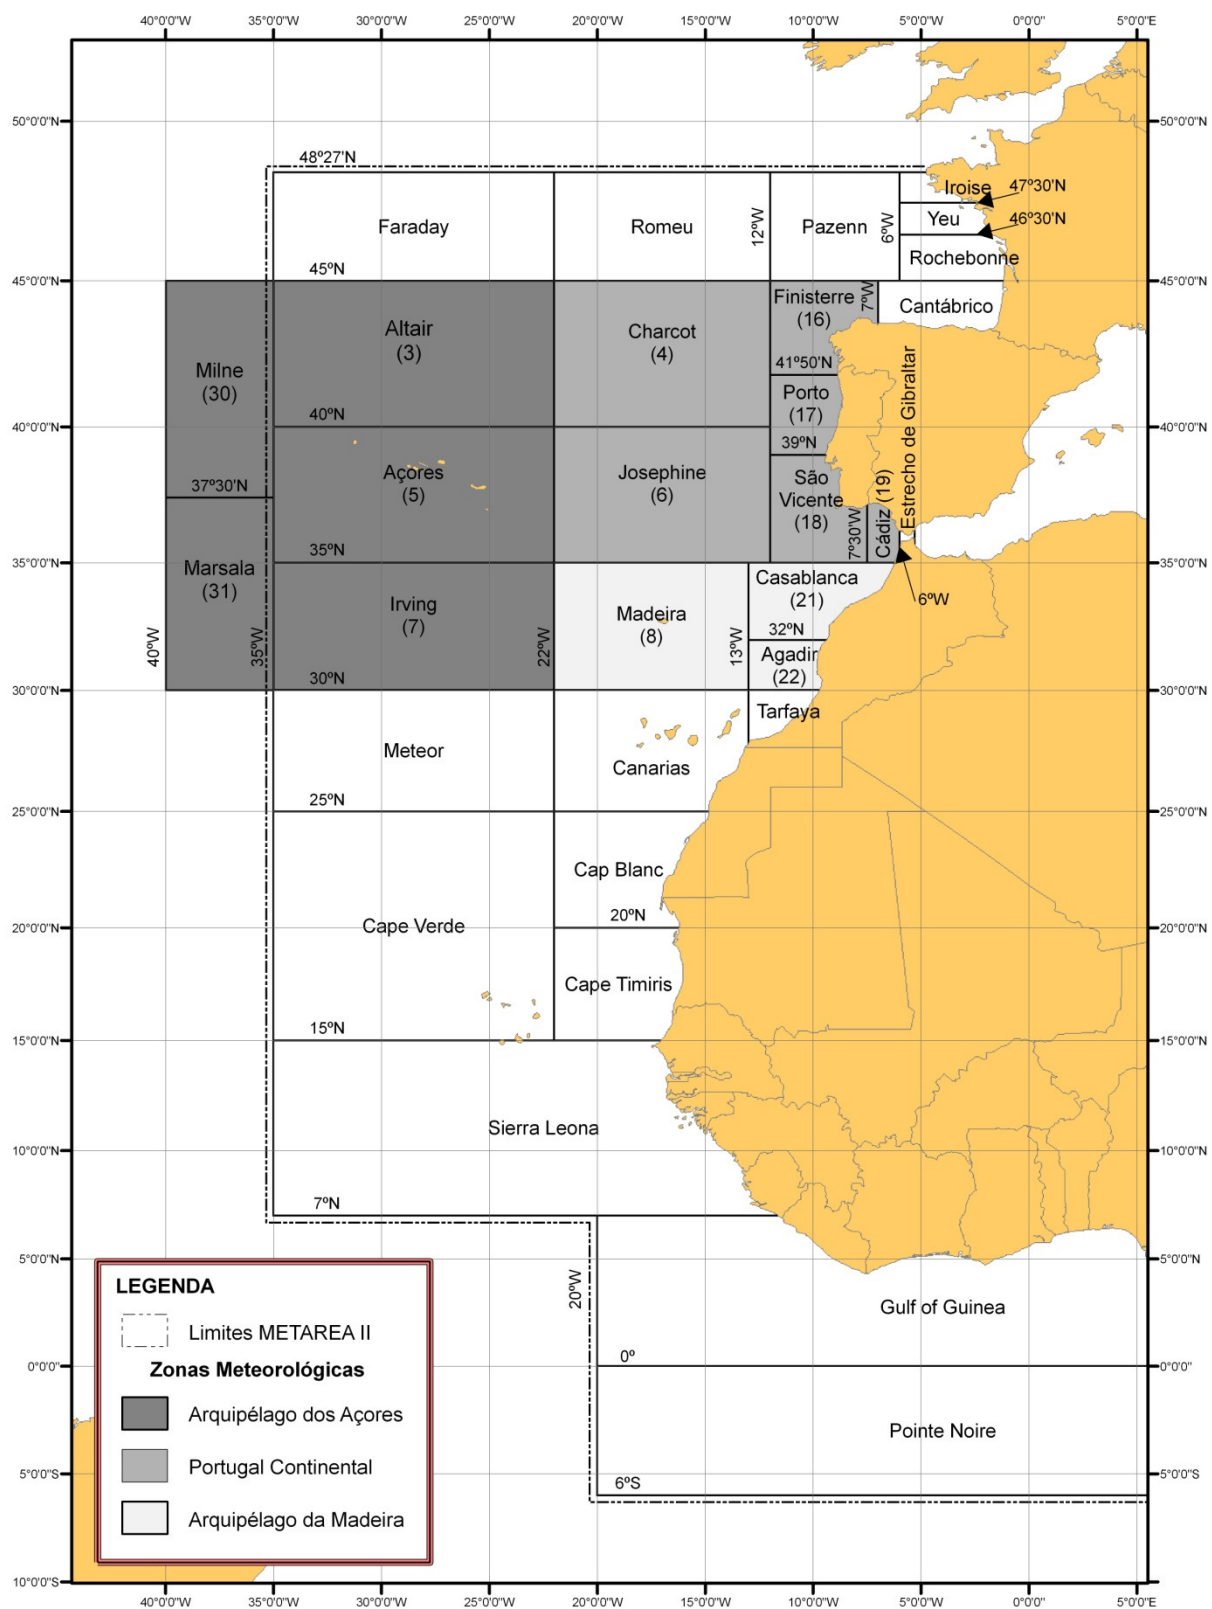 40°0'0"W 35°0'0"W 30°0'0"W 25°0'0"W 20°0'0"W 15°0'0"W 10°0'0"W 5°0'0"W 0°0'0" 5°0'0"E
50°0'0"N 50°0'0"N
48º27'N
Iroise 47º30'N
Faraday Romeu 12ºW Pazenn 6ºW Yeu 46º30'N
Rochebonne
45°0'0"N 45ºN 45°0'0"N
Finisterre
(16)
7ºW
Cantábrico
Altair
(3)
Charcot
(4)
Milne
(30)
41º50'N
Porto
(17)
Estrecho de Gibraltar
40°0'0"N 40ºN 40°0'0"N
39ºN
Açores
(5)
Josephine
(6)
São
Vicente
(18)
37º30'N
7º30'W
Cádiz (19)
35°0'0"N 35ºN 35°0'0"N
Marsala
(31)
Casablanca
(21)
6ºW
Irving
(7)
Madeira
(8)
32ºN
40ºW 35ºW 22ºW 13ºW
Agadir
(22)
30°0'0"N 30ºN 30°0'0"N
Tarfaya
Meteor
Canarias
25°0'0"N 25ºN 25°0'0"N
Cap Blanc
20ºN
20°0'0"N Cape Verde 20°0'0"N
Cape Timiris
15°0'0"N 15ºN 15°0'0"N
Sierra Leona
10°0'0"N 10°0'0"N
7ºN
5°0'0"N 5°0'0"N
20ºW
Gulf of Guinea
0º
0°0'0" 0°0'0"
Pointe Noire
5°0'0"S 6ºS 5°0'0"S
LEGENDA
Limites METAREA II
Zonas Meteorológicas
Arquipélago dos Açores
Portugal Continental
Arquipélago da Madeira
10°0'0"S 10°0'0"S
40°0'0"W 35°0'0"W 30°0'0"W 25°0'0"W 20°0'0"W 15°0'0"W 10°0'0"W 5°0'0"W 0°0'0" 5°0'0"E